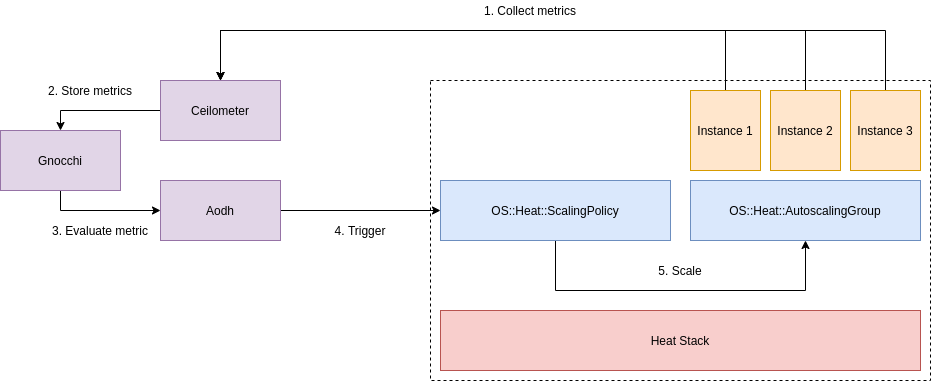 1. Collect metrics
2. Store metrics
Ceilometer
Instance 1
Instance 2
Instance 3
Gnocchi
Aodh
OS::Heat::ScalingPolicy
OS::Heat::AutoscalingGroup
3. Evaluate metric
4. Trigger
5. Scale
Heat Stack